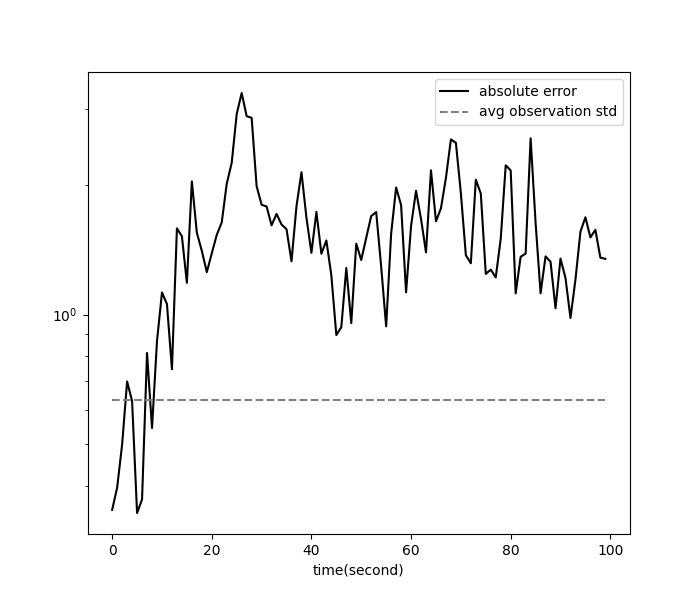 absolute error
avg observation std
10⁰
0 20 40 60 80 100
time(second)